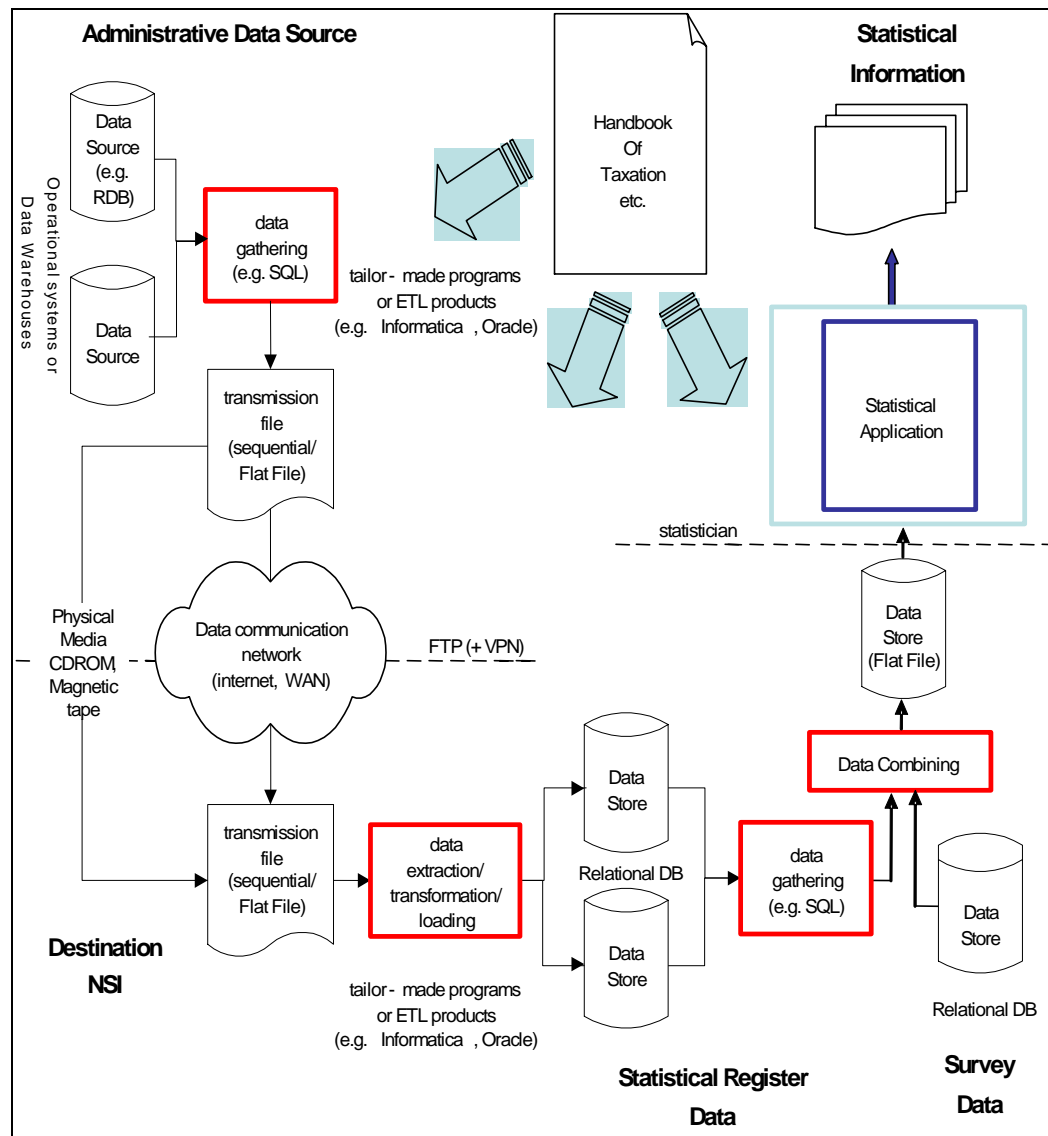 Administrative Data Source
Data
Source
(e.g.
RDB)
Operational systems or
Data Warehouses
Data
Source
data
gathering
(e.g. SQL)
tailor- made programs
or ETL products
(e.g. Informatica , Oracle)
Handbook
Of
Taxation
etc.
Statistical
Information
Statistical
Application
statistician
transmission
file
(sequential/
Flat File)
Physical
Media
CDROM,
Magnetic
tape
Data communication
network
(internet, WAN)
FTP (+ VPN)
Data
Store
(Flat File)
Data Combining
transmission
file
(sequential/
Flat File)
data
extraction/
transformation/
loading
Data
Store
Relational DB
Data
Store
data
gathering
(e.g. SQL)
Data
Store
Relational DB
Destination
NSI
tailor- made programs
or ETL products
(e.g. Informatica , Oracle)
Statistical Register
Data
Survey
Data